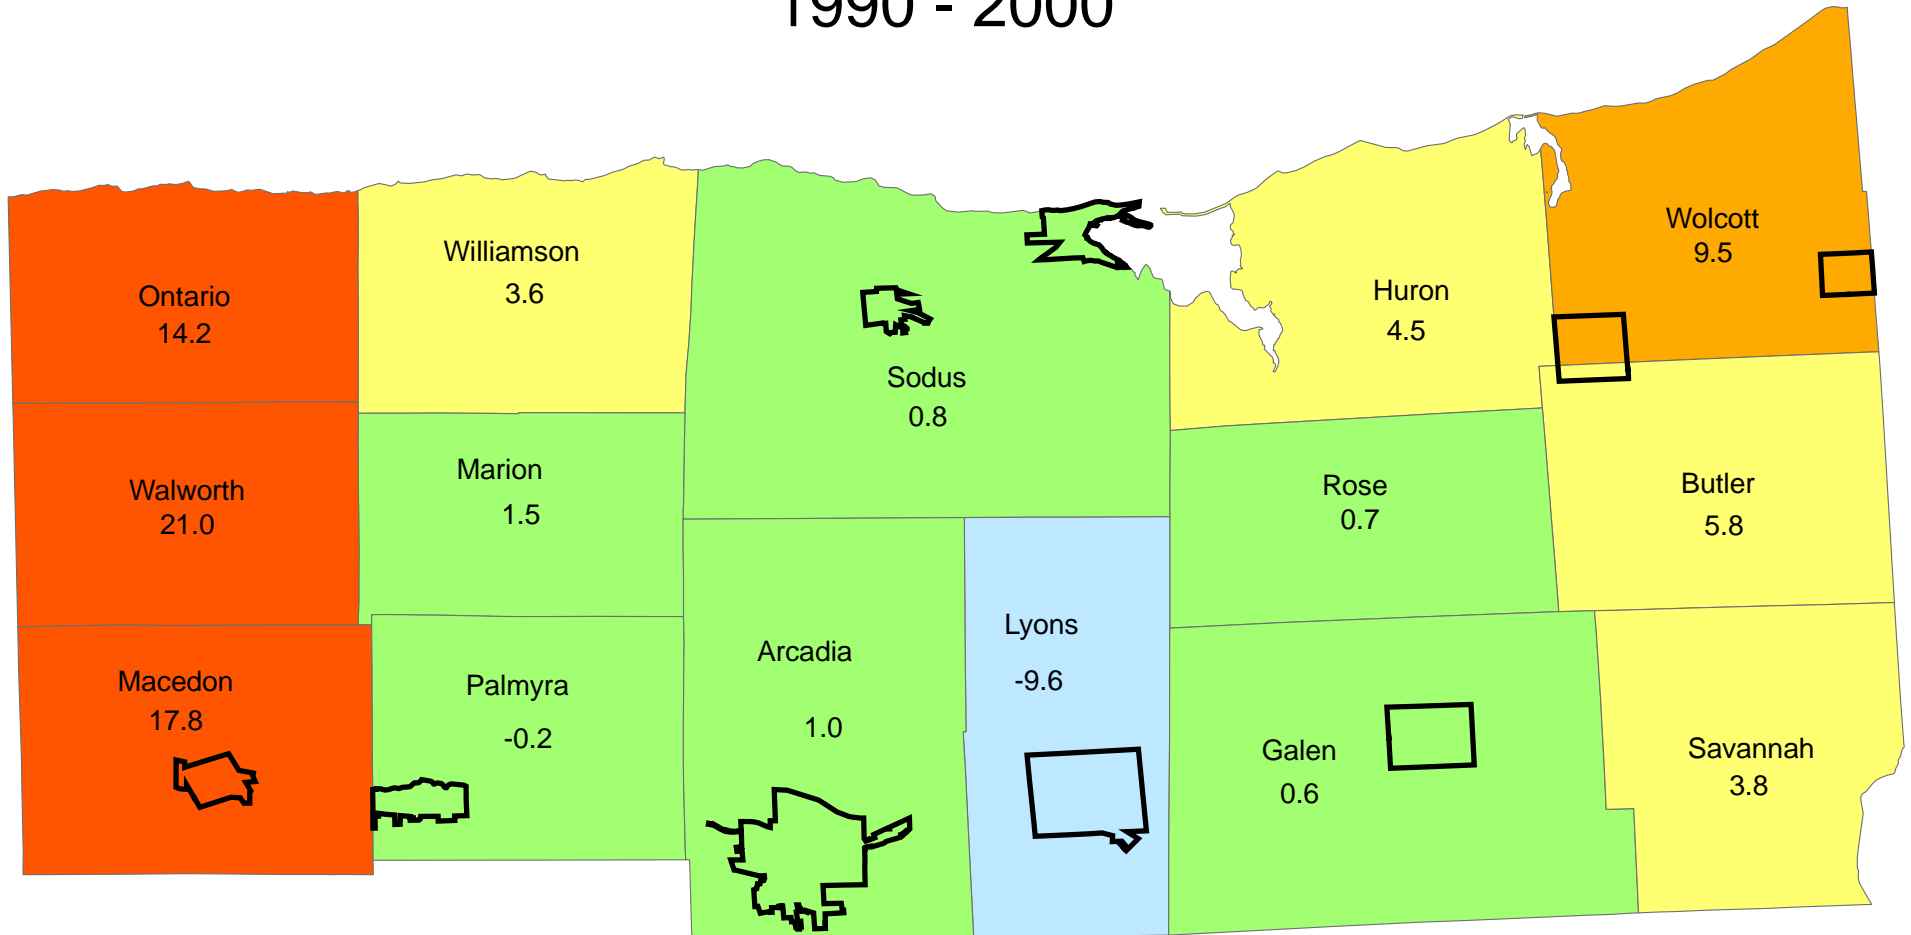 1990 - 2000
Wolcott
9.5
Williamson
3.6
Ontario
14.2
Huron
4.5
Sodus
0.8
Marion
1.5
Walworth
21.0
Rose
0.7
Butler
5.8
Lyons
-9.6
Arcadia
1.0
Macedon
17.8
Palmyra
-0.2
Galen
0.6
Savannah
3.8